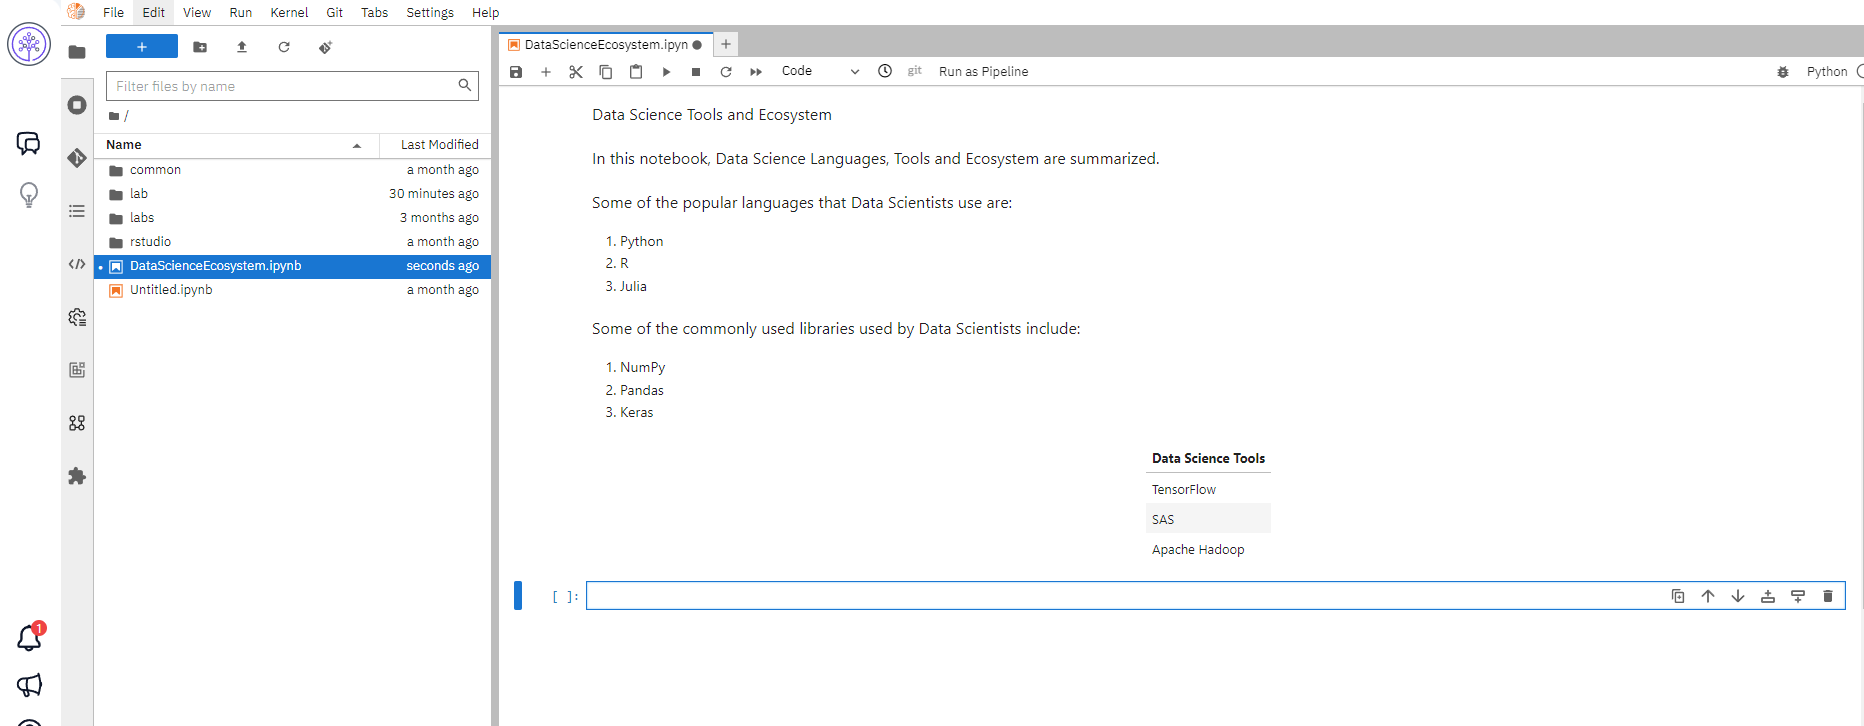 File Edit View Run Kernel Git Tabs Settings Help
+
DataScienceEcosystem.ipyn
+
Filter files by name
Code
git
Run as Pipeline
Python
/
Name Last Modified
common a month ago
lab 30 minutes ago
labs 3 months ago
rstudio a month ago
DataScienceEcosystem.ipynb seconds ago
Untitled.ipynb a month ago
1
Data Science Tools and Ecosystem
In this notebook, Data Science Languages, Tools and Ecosystem are summarized.
Some of the popular languages that Data Scientists use are:
1. Python
2. R
3. Julia
Some of the commonly used libraries used by Data Scientists include:
1. NumPy
2. Pandas
3. Keras
Data Science Tools
TensorFlow
SAS
Apache Hadoop
[ ]: